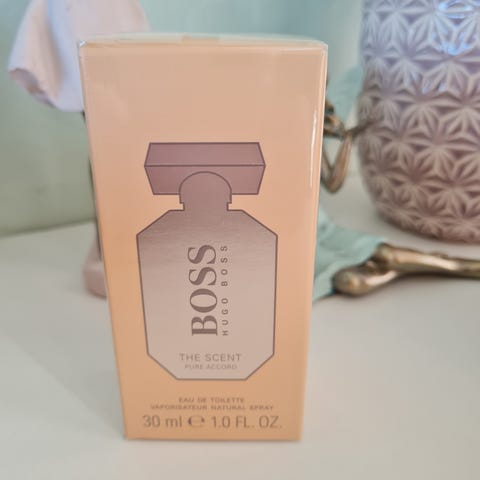 BOSS
HUGO BOSS
THE SCENT
PURE ACCORD
EAU DE TOILETTE
VAPORISATEUR NATURAL SPRAY
30 ml ℮ 1.0 FL. OZ.